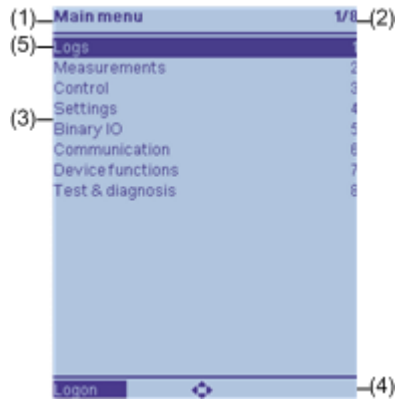 (1) Main menu 1/8 (2)
(5) Logs 1
Measurements 2
Control 3
(3) Settings 4
Binary IO 5
Communication 6
Device functions 7
Test & diagnosis 8
Logon (4)